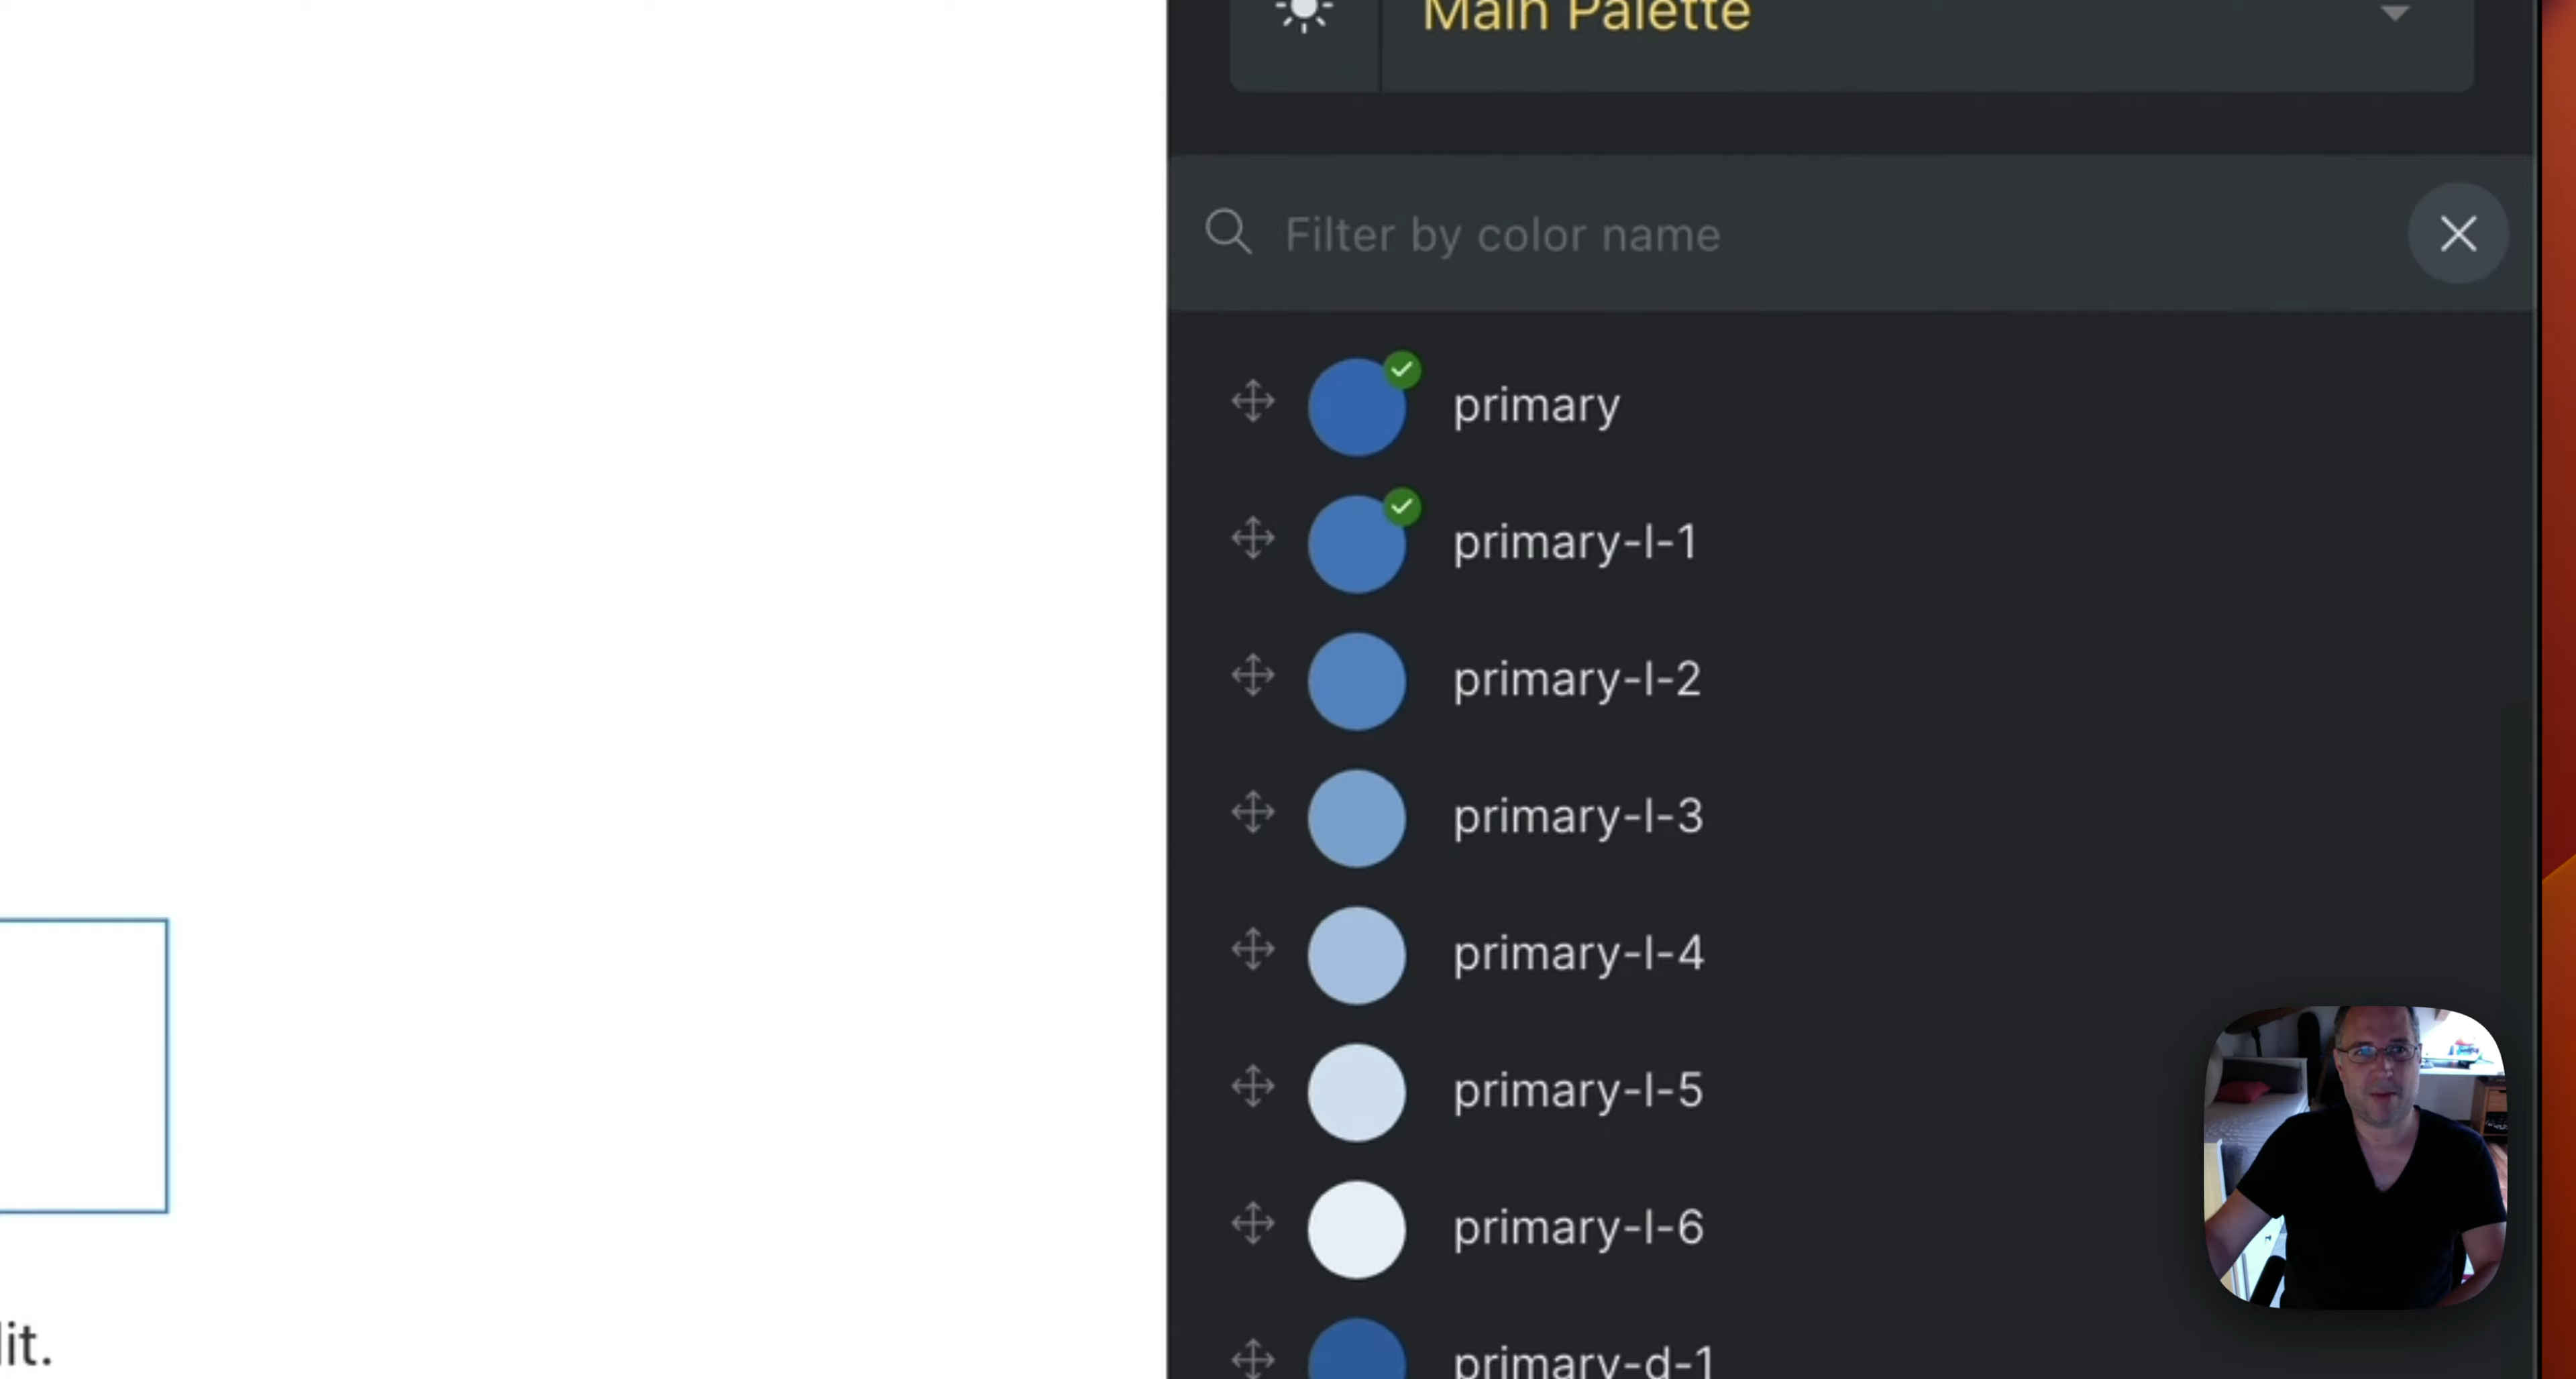 Main Palette
Filter by color name
primary
primary-l-1
primary-l-2
primary-l-3
primary-l-4
primary-l-5
primary-l-6
primary-d-1
lit.